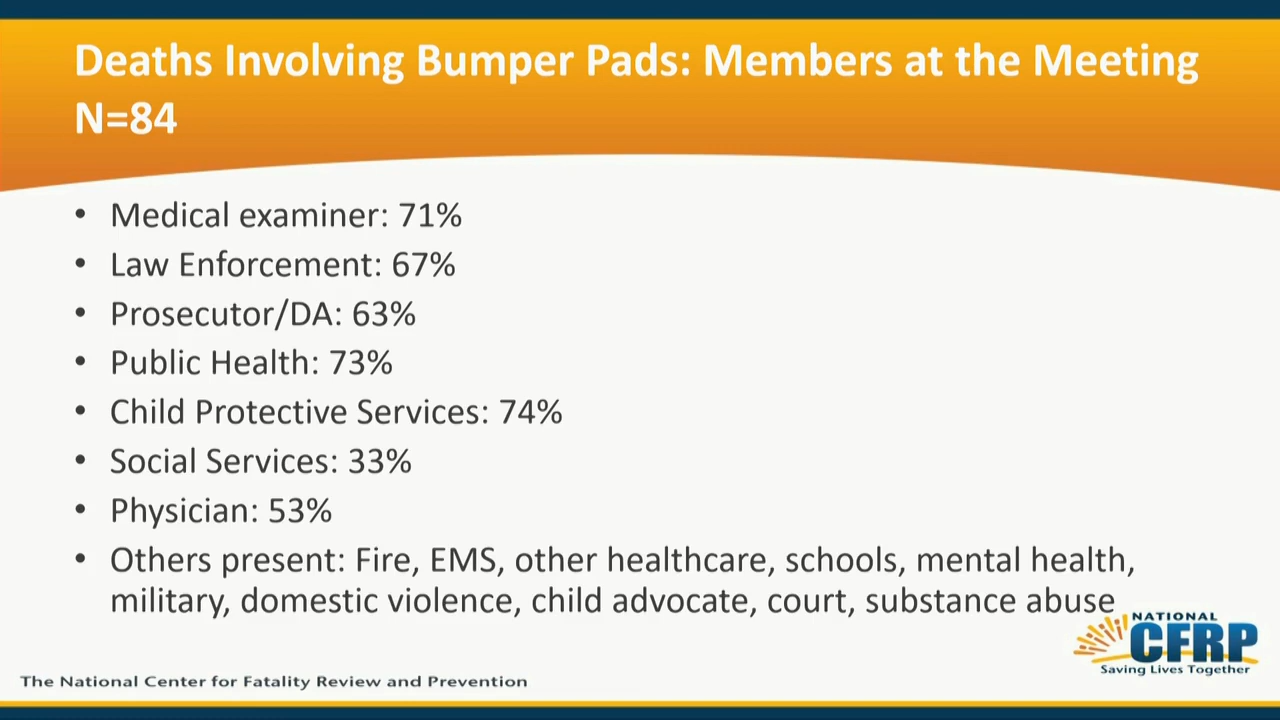 Deaths Involving Bumper Pads: Members at the Meeting
N=84
• Medical examiner: 71%
• Law Enforcement: 67%
• Prosecutor/DA: 63%
• Public Health: 73%
• Child Protective Services: 74%
• Social Services: 33%
• Physician: 53%
• Others present: Fire, EMS, other healthcare, schools, mental health,
military, domestic violence, child advocate, court, substance abuse
NATIONAL
CFRP
Saving Lives Together
The National Center for Fatality Review and Prevention